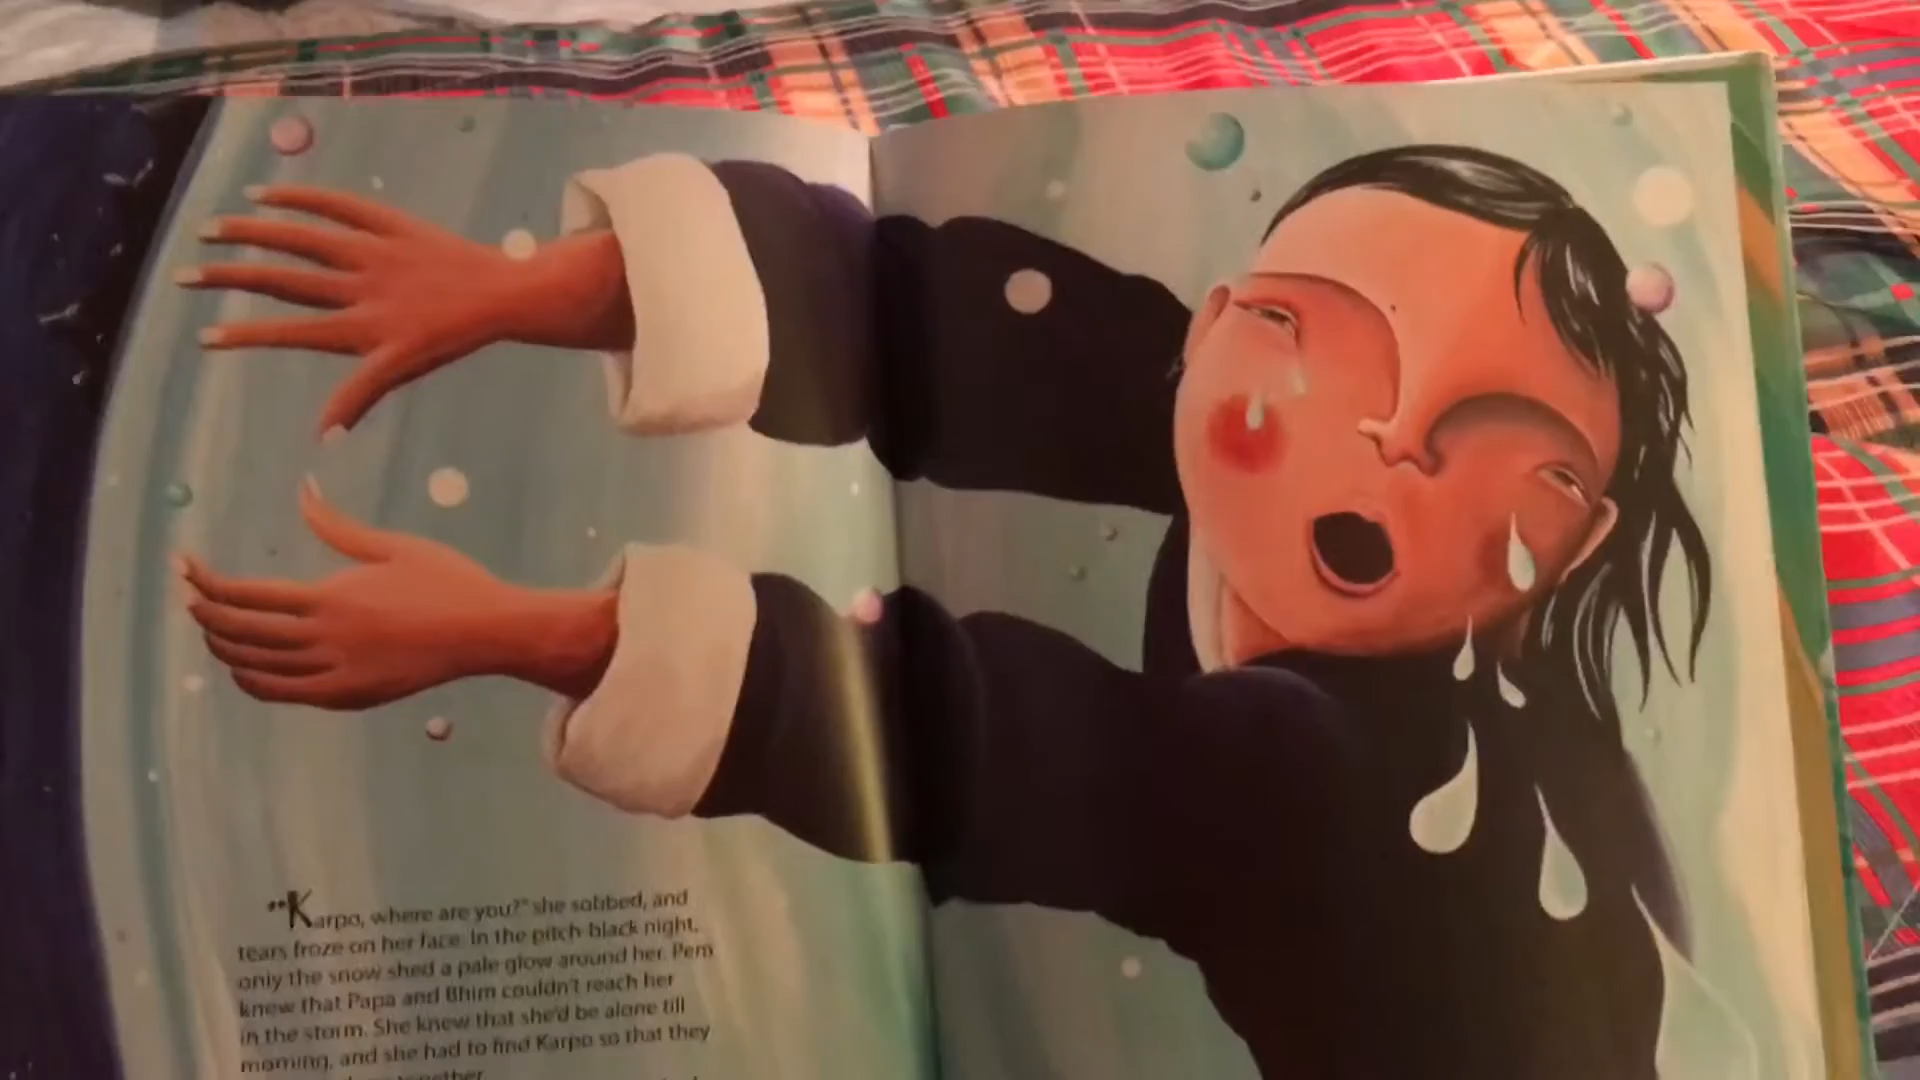 "Karpo, where are you?" she sobbed, and
tears froze on her face. In the pitch-black night,
only the snow shed a pale glow around her. Pem
knew that Papa and Bhim couldn't reach her
in the storm. She knew that she'd be alone till
morning, and she had to find Karpo so that they
together.